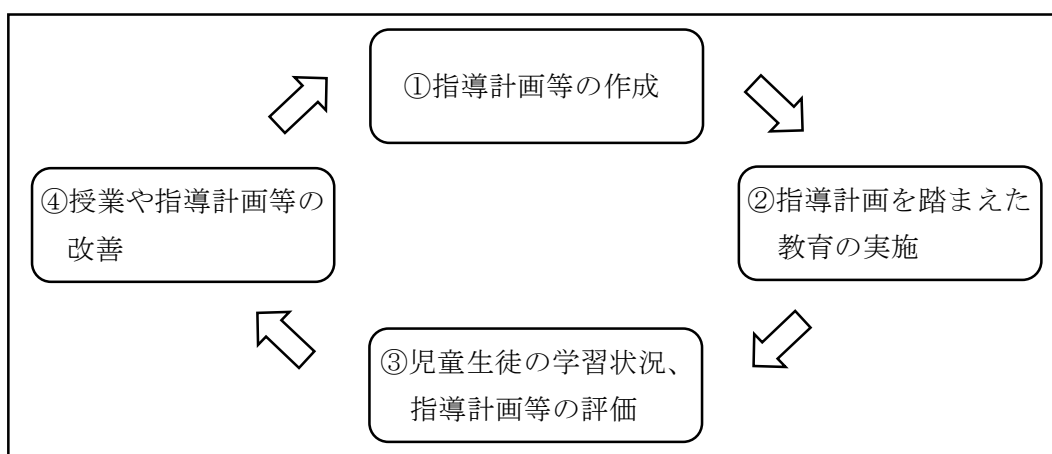 ①指導計画等の作成
②指導計画を踏まえた
教育の実施
③児童生徒の学習状況、
指導計画等の評価
④授業や指導計画等の
改善